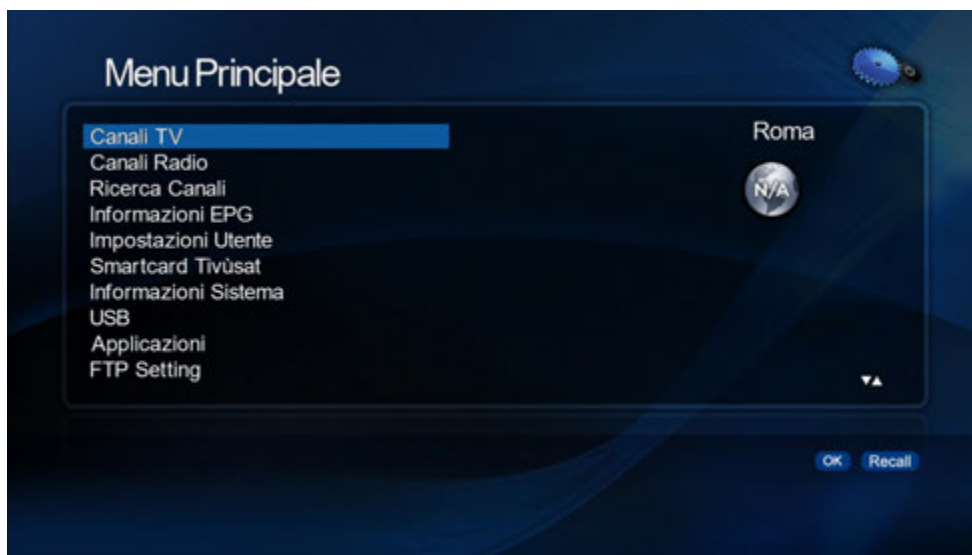 Menu Principale
Canali TV
Canali Radio
Ricerca Canali
Informazioni EPG
Impostazioni Utente
Smartcard Tivùsat
Informazioni Sistema
USB
Applicazioni
FTP Setting
Roma
N/A
OK Recall